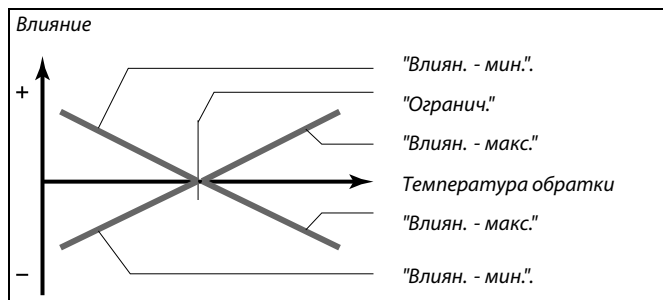 Влияние
+
"Влиян. - мин.".
"Огранич."
"Влиян. - макс."
Температура обратки
"Влиян. - макс."
–
"Влиян. - мин.".